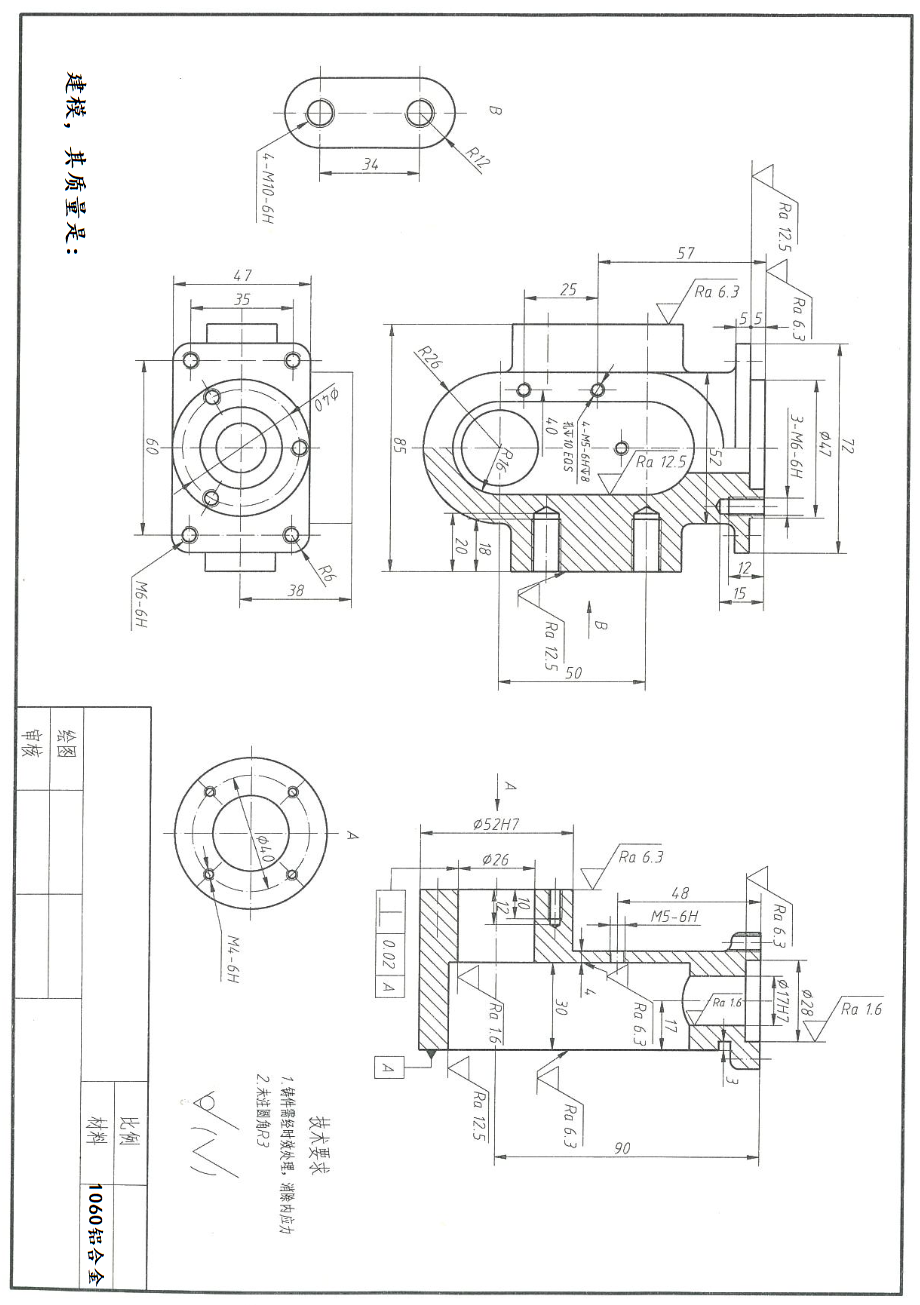 建模，其质量是：
B
R12
34
4-M10-6H
Ra 12.5
Ra 6.3
57
25
Ra 6.3
5
5
R26
R16
4-M5-6H▽8
孔▽10 EQS
40
Ra 12.5
52
3-M6-6H
φ47
72
85
20
18
12
15
B
Ra 12.5
50
47
35
φ40
60
R6
38
M6-6H
A
φ52H7
φ26
Ra 6.3
10
12
48
M5-6H
Ra 6.3
⊥ 0.02 A
Ra 1.6
4
30
Ra 6.3
17
Ra 1.6
φ17H7
φ28
Ra 1.6
3
A
Ra 12.5
Ra 6.3
90
A
φ40
M4-6H
技术要求
1.铸件需经时效处理，消除内应力
2.未注圆角R3
绘图
审核
比例
材料
1060铝合金